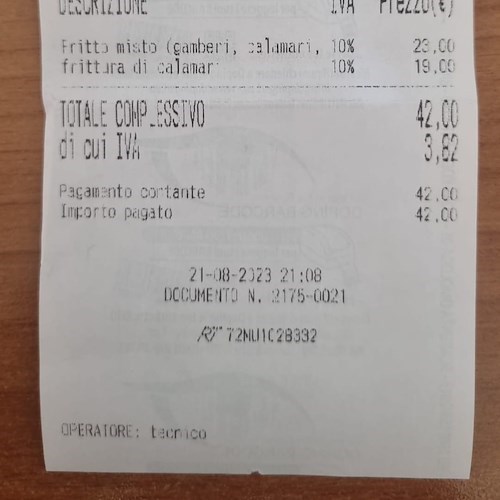 DESCRIZIONE IVA Prezzo(€)
Fritto misto (gamberi, calamari, 10% 23,00
frittura di calamar 10% 19,00
TOTALE COMPLESSIVO 42,00
di cui IVA 3,82
Pagamento contante 42,00
Importo pagato 42,00
21-08-2023 21:08
DOCUMENTO N. 2175-0021
RT 72MU1028332
OPERATORE: tecnico